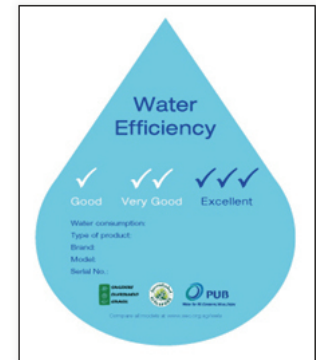 Water
Efficiency
Good Very Good Excellent
Water consumption:
Type of product:
Brand:
Model:
Serial No.:
PUB